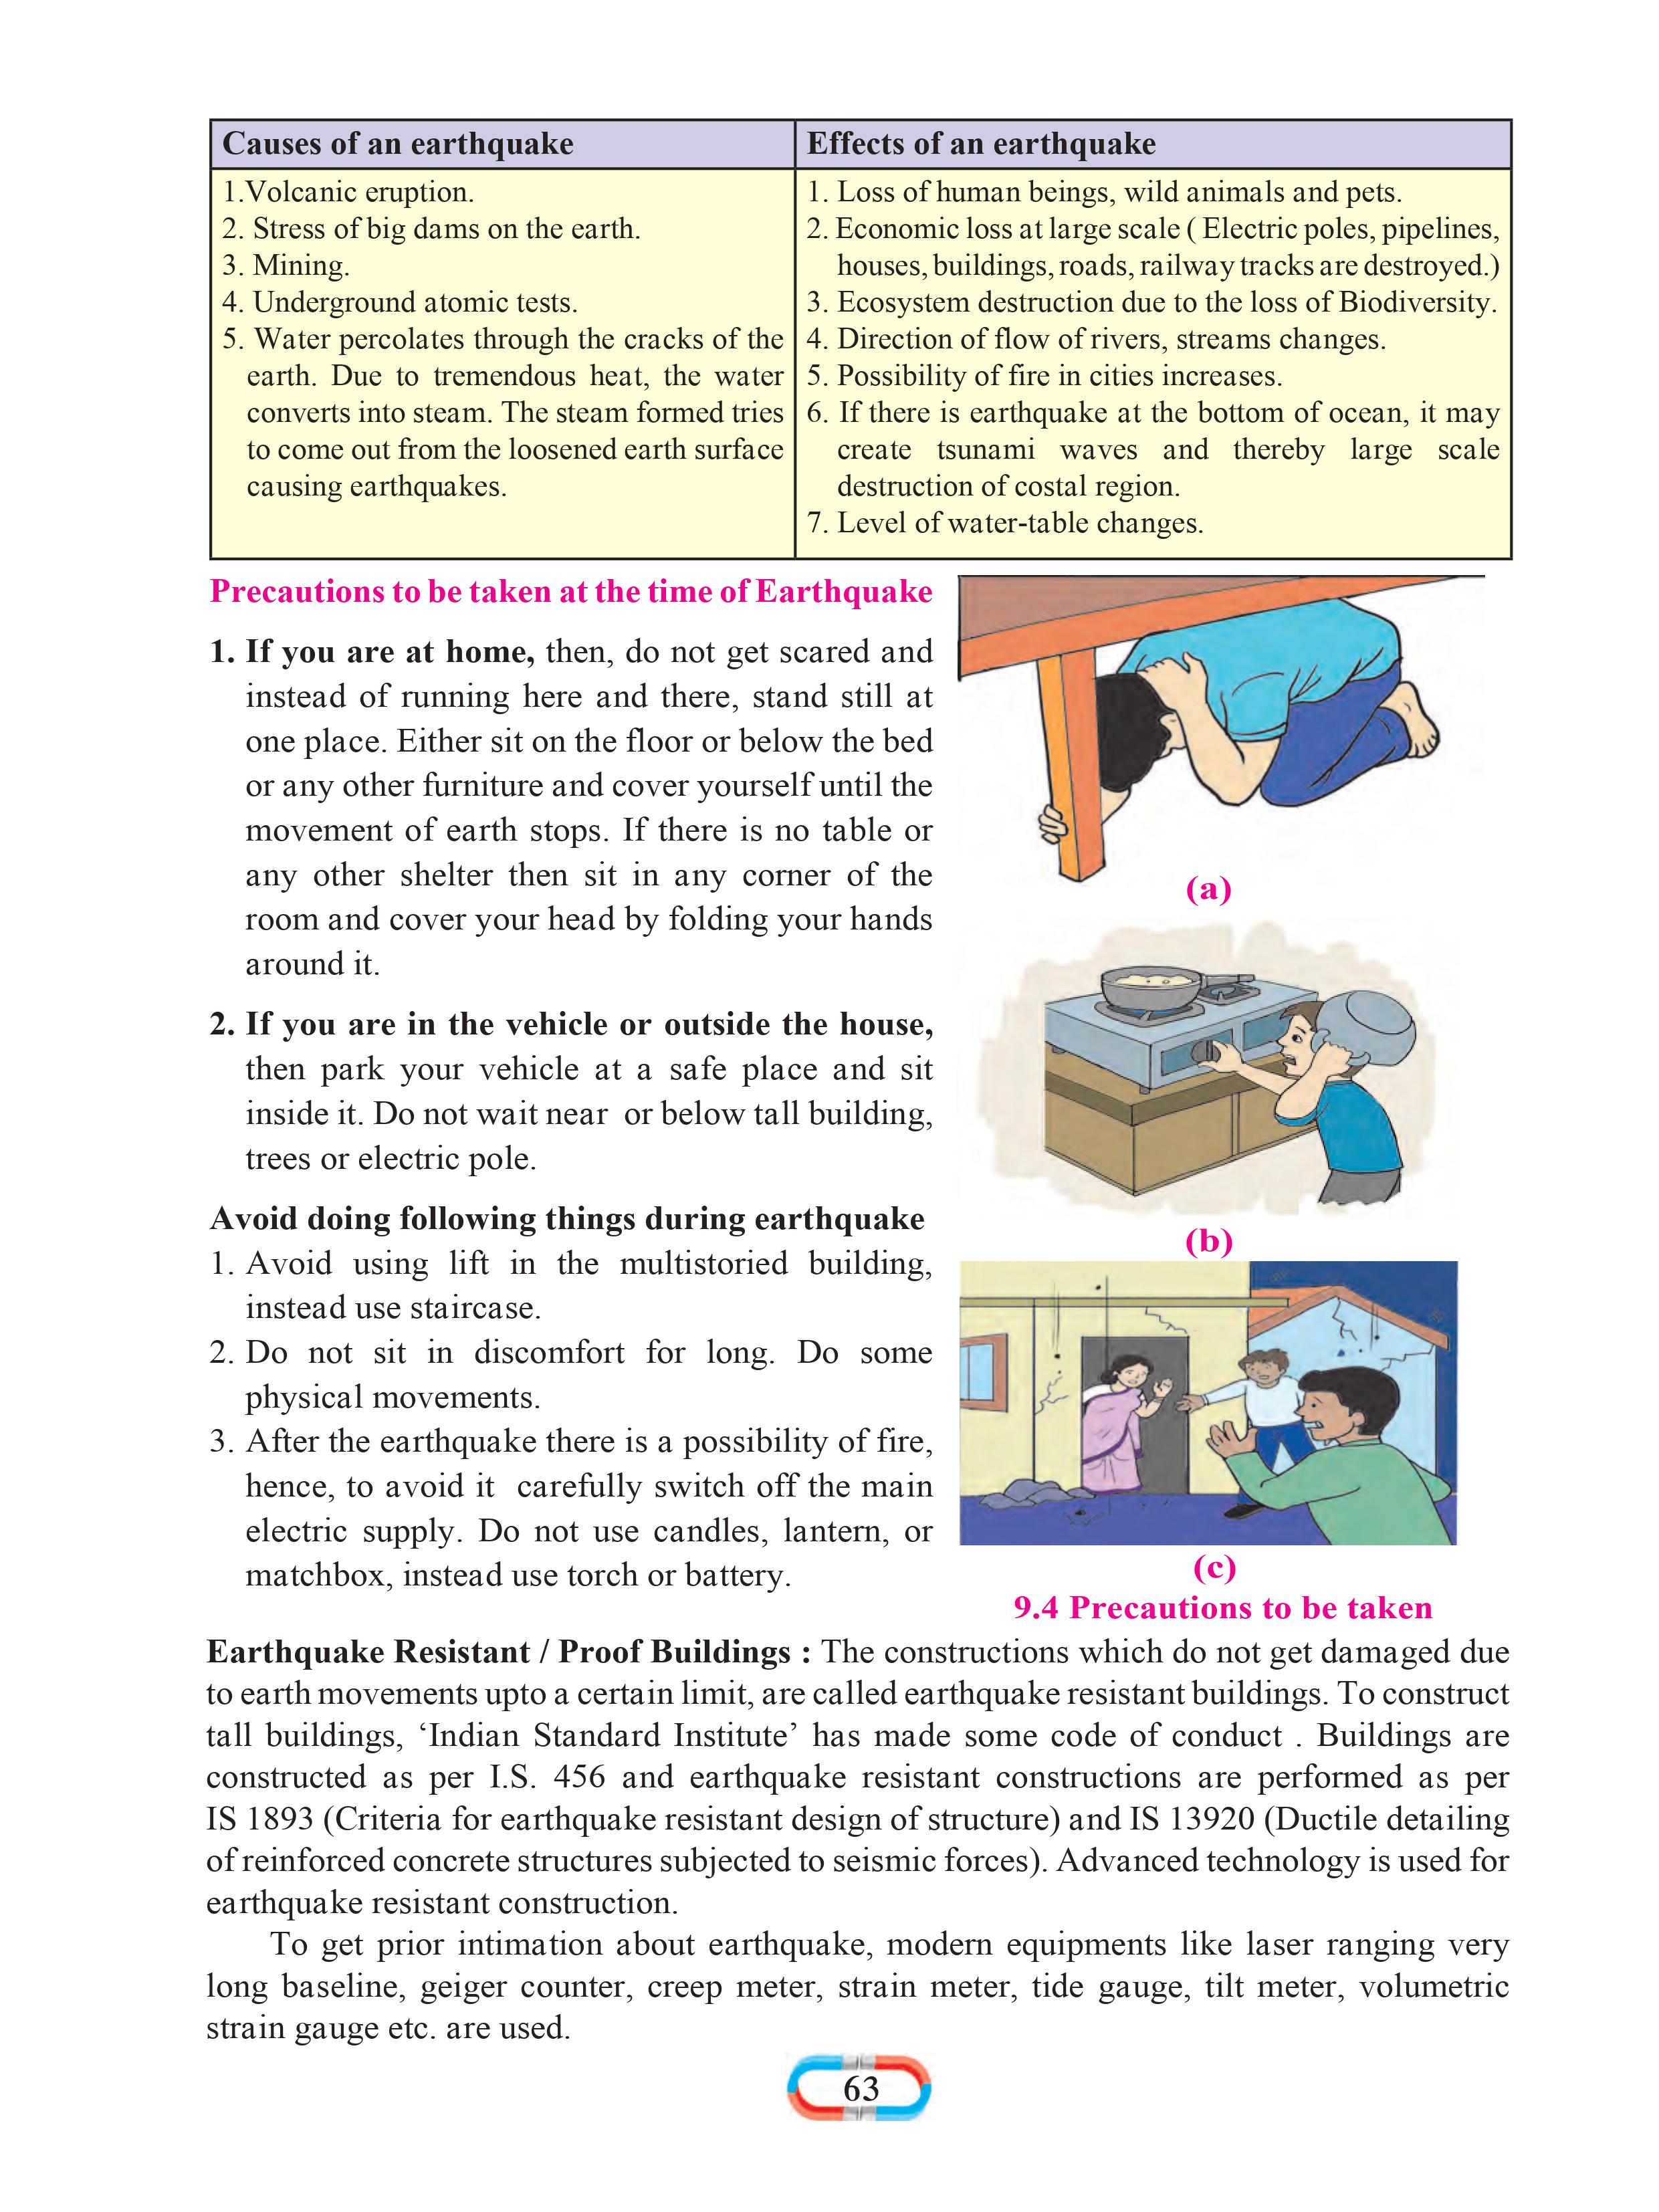 Causes of an earthquake
1.Volcanic eruption.
2. Stress of big dams on the earth.
3. Mining.
4. Underground atomic tests.
5. Water percolates through the cracks of the
earth. Due to tremendous heat, the water
converts into steam. The steam formed tries
to come out from the loosened earth surface
causing earthquakes.
Effects of an earthquake
1. Loss of human beings, wild animals and pets.
2. Economic loss at large scale ( Electric poles, pipelines,
houses, buildings, roads, railway tracks are destroyed.)
3. Ecosystem destruction due to the loss of Biodiversity.
4. Direction of flow of rivers, streams changes.
5. Possibility of fire in cities increases.
6. If there is earthquake at the bottom of ocean, it may
create tsunami waves and thereby large scale
destruction of costal region.
7. Level of water-table changes.
Precautions to be taken at the time of Earthquake
1. If you are at home, then, do not get scared and
instead of running here and there, stand still at
one place. Either sit on the floor or below the bed
or any other furniture and cover yourself until the
movement of earth stops. If there is no table or
any other shelter then sit in any corner of the
room and cover your head by folding your hands
around it.
2. If you are in the vehicle or outside the house,
then park your vehicle at a safe place and sit
inside it. Do not wait near or below tall building,
trees or electric pole.
Avoid doing following things during earthquake
1. Avoid using lift in the multistoried building,
instead use staircase.
2. Do not sit in discomfort for long. Do some
physical movements.
3. After the earthquake there is a possibility of fire,
hence, to avoid it carefully switch off the main
electric supply. Do not use candles, lantern, or
matchbox, instead use torch or battery.
(a)
(b)
(c)
9.4 Precautions to be taken
Earthquake Resistant / Proof Buildings : The constructions which do not get damaged due
to earth movements upto a certain limit, are called earthquake resistant buildings. To construct
tall buildings, ‘Indian Standard Institute’ has made some code of conduct . Buildings are
constructed as per I.S. 456 and earthquake resistant constructions are performed as per
IS 1893 (Criteria for earthquake resistant design of structure) and IS 13920 (Ductile detailing
of reinforced concrete structures subjected to seismic forces). Advanced technology is used for
earthquake resistant construction.
To get prior intimation about earthquake, modern equipments like laser ranging very
long baseline, geiger counter, creep meter, strain meter, tide gauge, tilt meter, volumetric
strain gauge etc. are used.
63